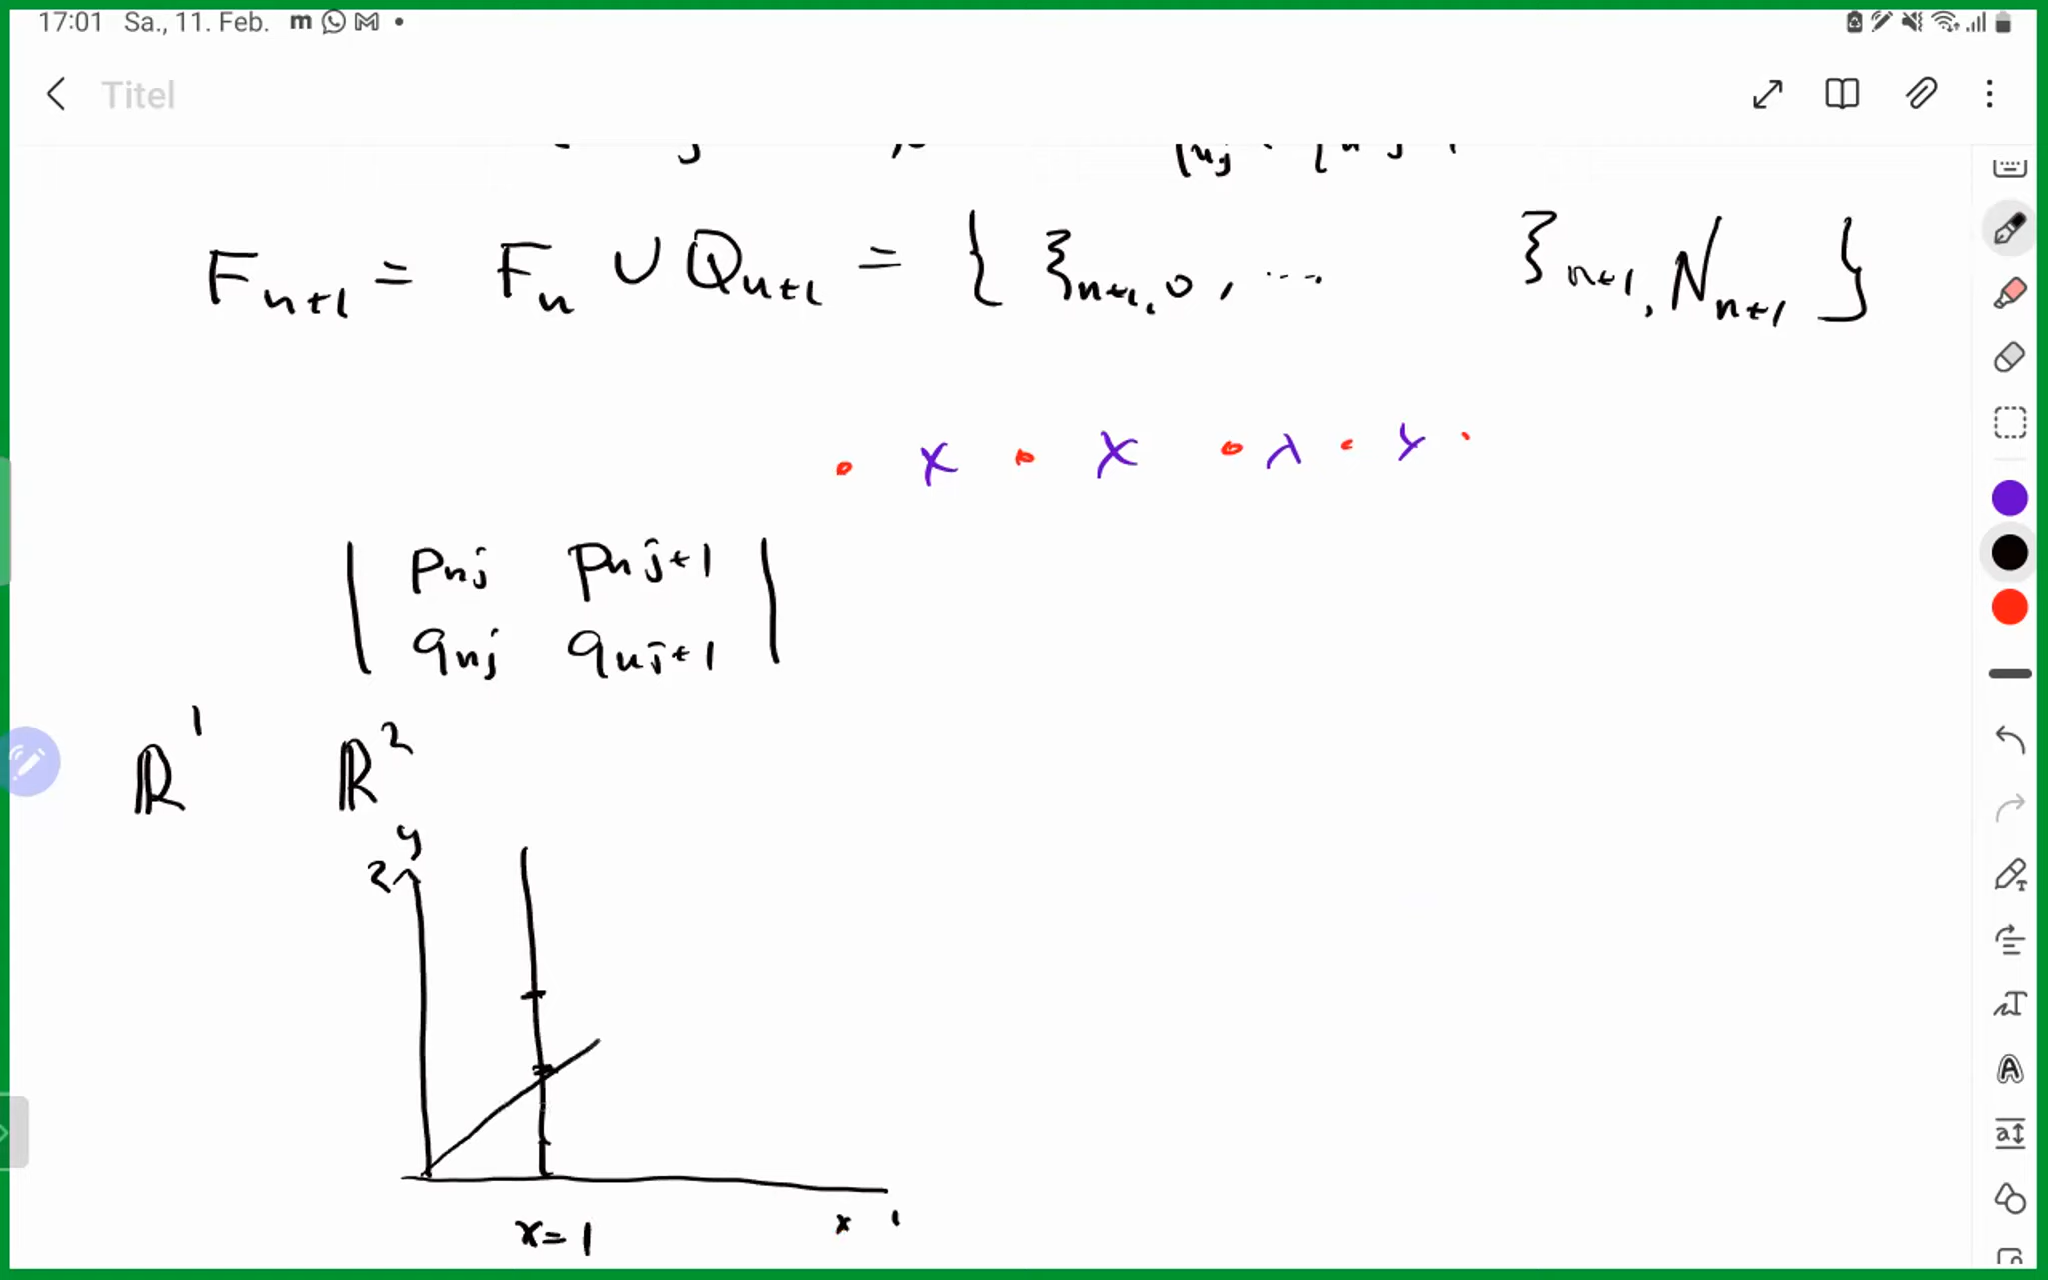 17:01 Sa., 11. Feb. m
Titel
F_{n+1} = F_n ∪ Q_{n+1} = { ξ_{n+1,0}, ... ξ_{n+1,N_{n+1}} }
x x x x
| p_{nj} p_{nj+1} |
| q_{nj} q_{nj+1} |
ℝ^1 ℝ^2
y
2
x=1 x 1